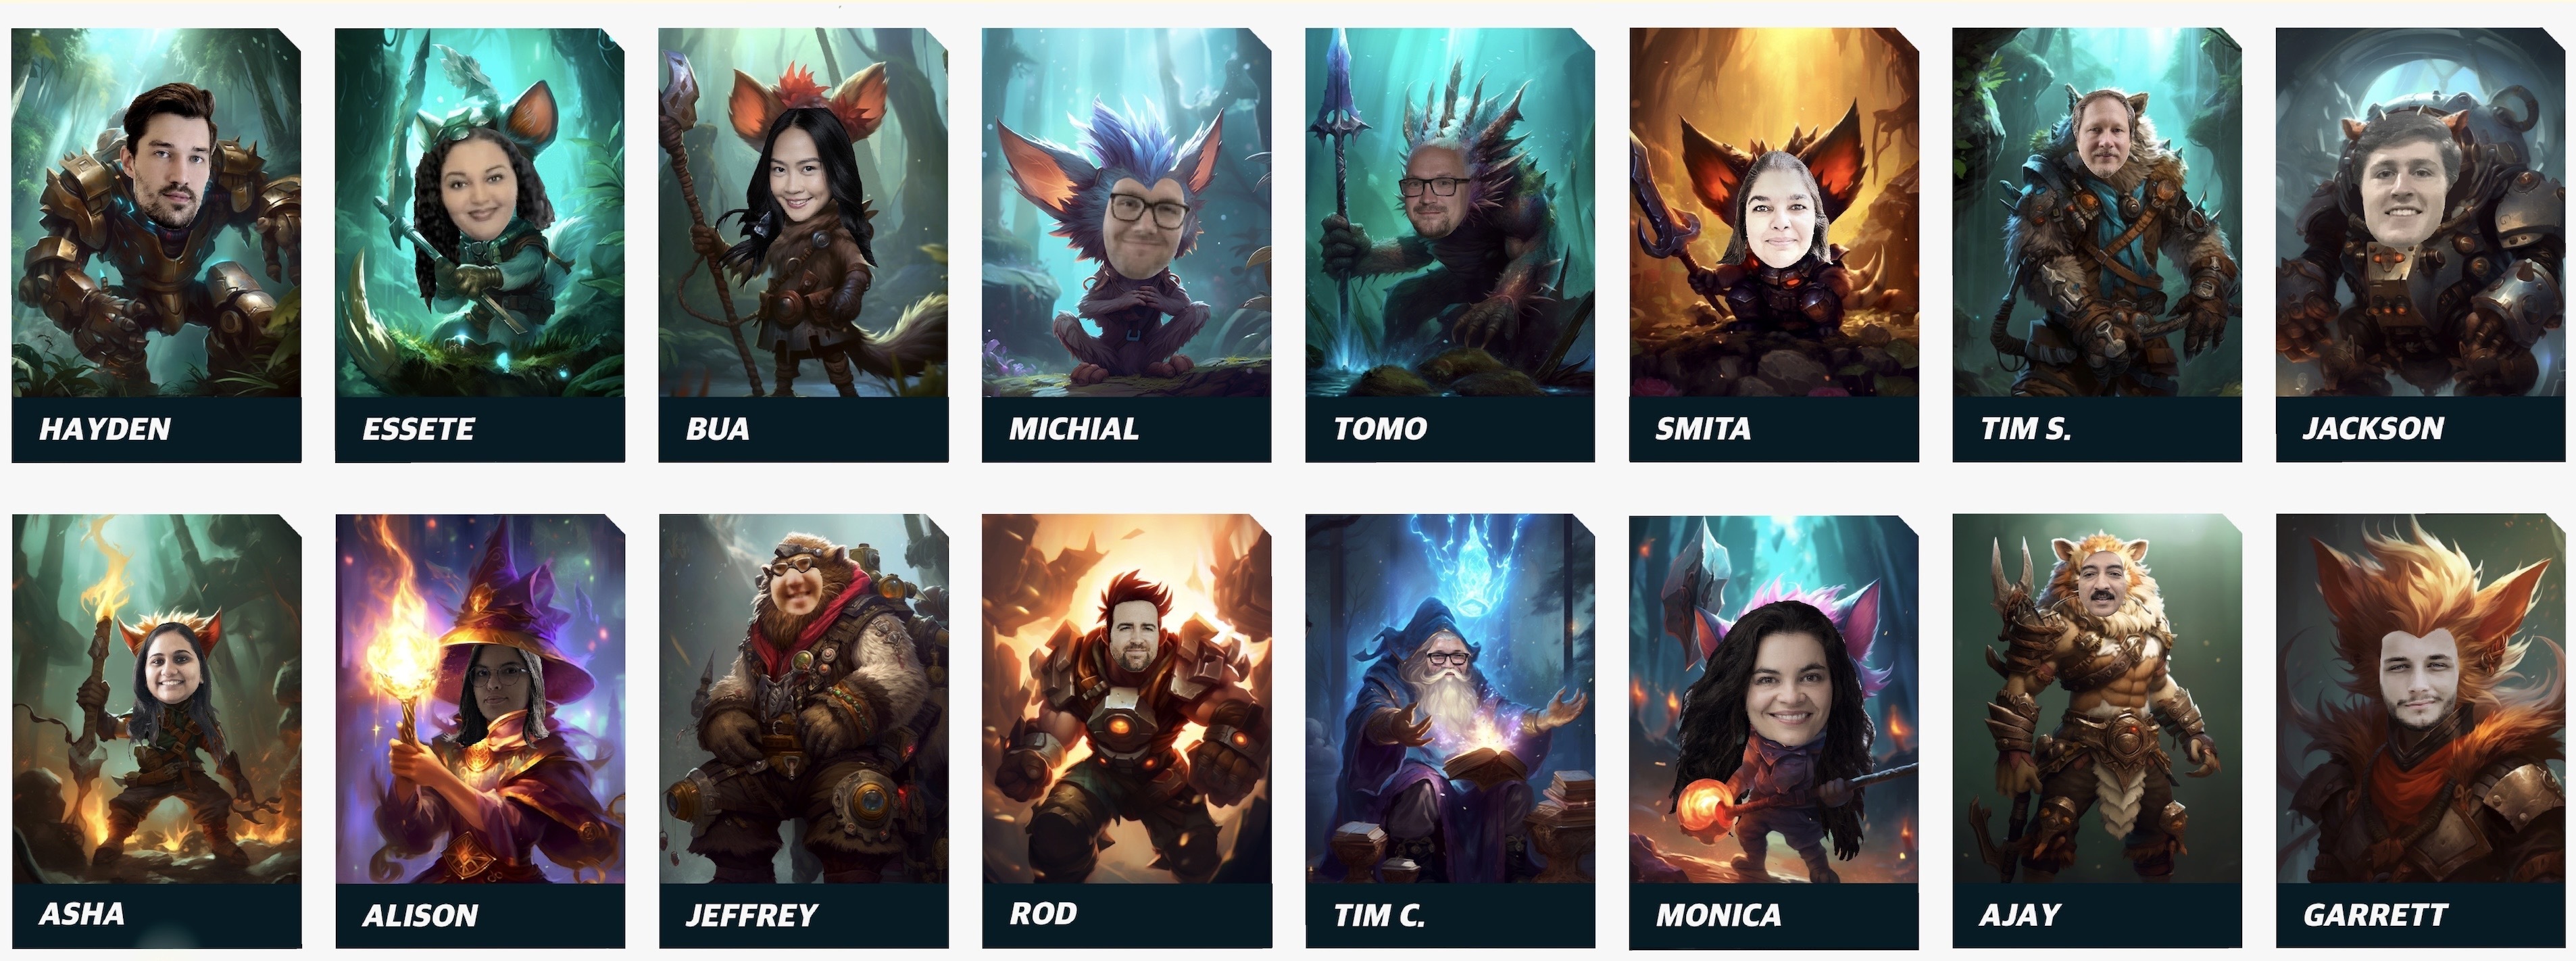 HAYDEN
ESSETE
BUA
MICHIAL
TOMO
SMITA
TIM S.
JACKSON
ASHA
ALISON
JEFFREY
ROD
TIM C.
MONICA
AJAY
GARRETT